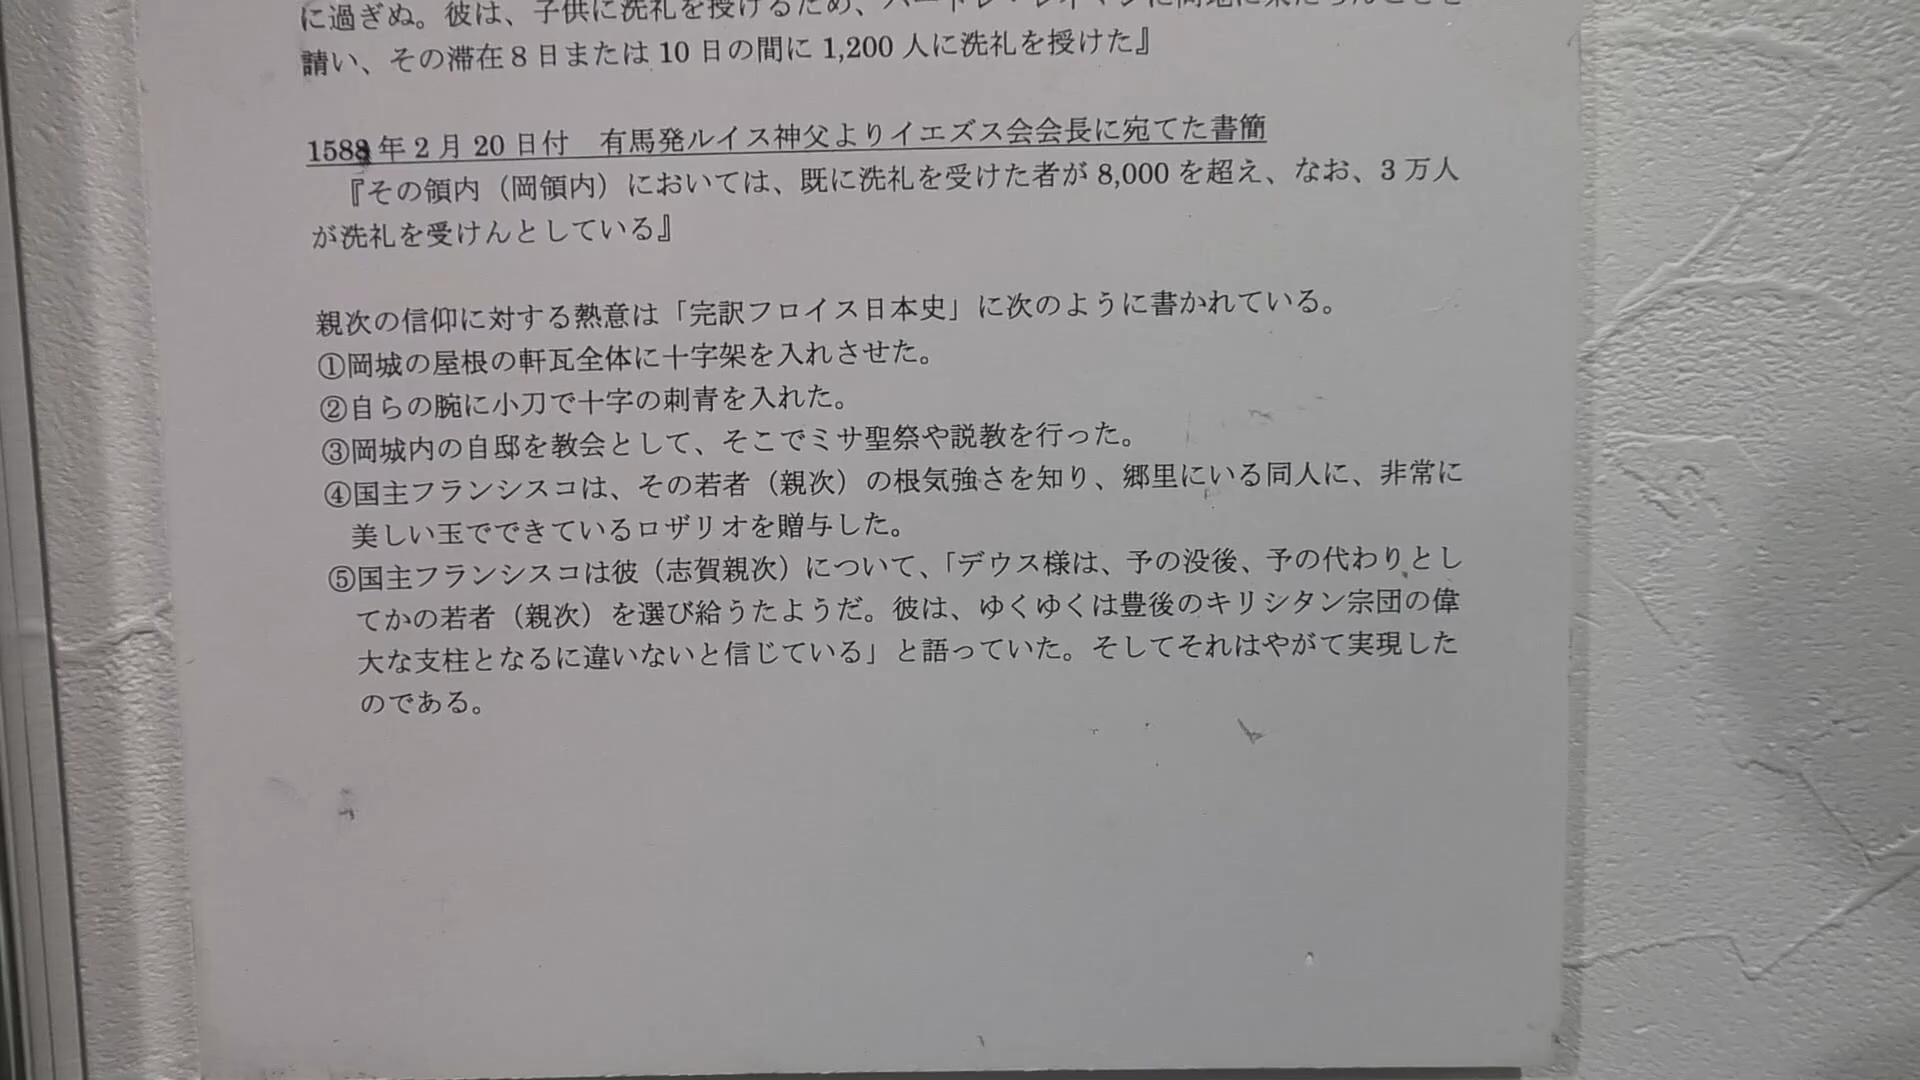 に過ぎぬ。彼は、子供に洗礼を授けるため、
請い、その滞在8日または10日の間に1,200人に洗礼を授けた』
1588年2月20日付　有馬発ルイス神父よりイエズス会会長に宛てた書簡
『その領内（岡領内）においては、既に洗礼を受けた者が8,000を超え、なお、3万人
が洗礼を受けんとしている』
親次の信仰に対する熱意は「完訳フロイス日本史」に次のように書かれている。
①岡城の屋根の軒瓦全体に十字架を入れさせた。
②自らの腕に小刀で十字の刺青を入れた。
③岡城内の自邸を教会として、そこでミサ聖祭や説教を行った。
④国主フランシスコは、その若者（親次）の根気強さを知り、郷里にいる同人に、非常に
美しい玉でできているロザリオを贈与した。
⑤国主フランシスコは彼（志賀親次）について、「デウス様は、予の没後、予の代わりとし
てかの若者（親次）を選び給うたようだ。彼は、ゆくゆくは豊後のキリシタン宗団の偉
大な支柱となるに違いないと信じている」と語っていた。そしてそれはやがて実現した
のである。